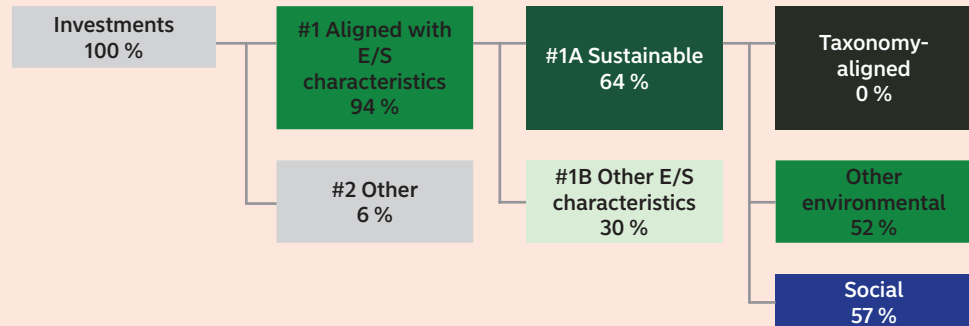 Investments
100 %
#1 Aligned with
E/S
characteristics
94 %
#2 Other
6 %
#1A Sustainable
64 %
#1B Other E/S
characteristics
30 %
Taxonomy-
aligned
0 %
Other
environmental
52 %
Social
57 %